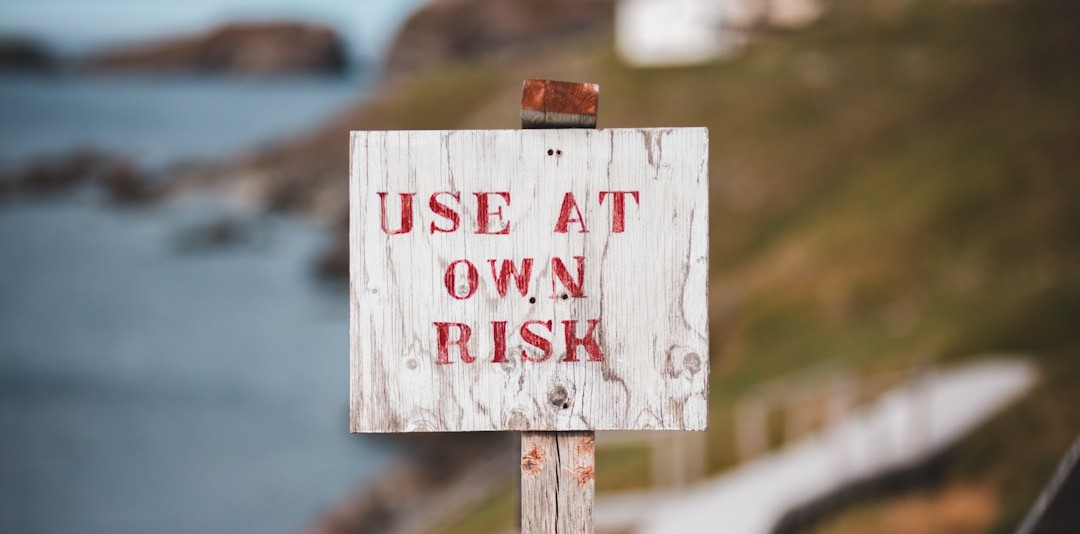 USE AT
OWN
RISK